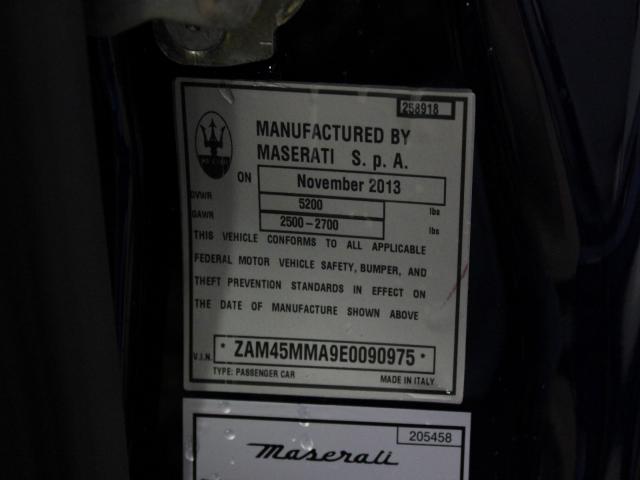 258918
MANUFACTURED BY
MASERATI S. p. A.
ON November 2013
GVWR 5200 lbs
GAWR 2500-2700 lbs
THIS VEHICLE CONFORMS TO ALL APPLICABLE
FEDERAL MOTOR VEHICLE SAFETY, BUMPER, AND
THEFT PREVENTION STANDARDS IN EFFECT ON
THE DATE OF MANUFACTURE SHOWN ABOVE
V.I.N. * ZAM45MMA9E0090975 *
TYPE: PASSENGER CAR MADE IN ITALY
205458
Maserati